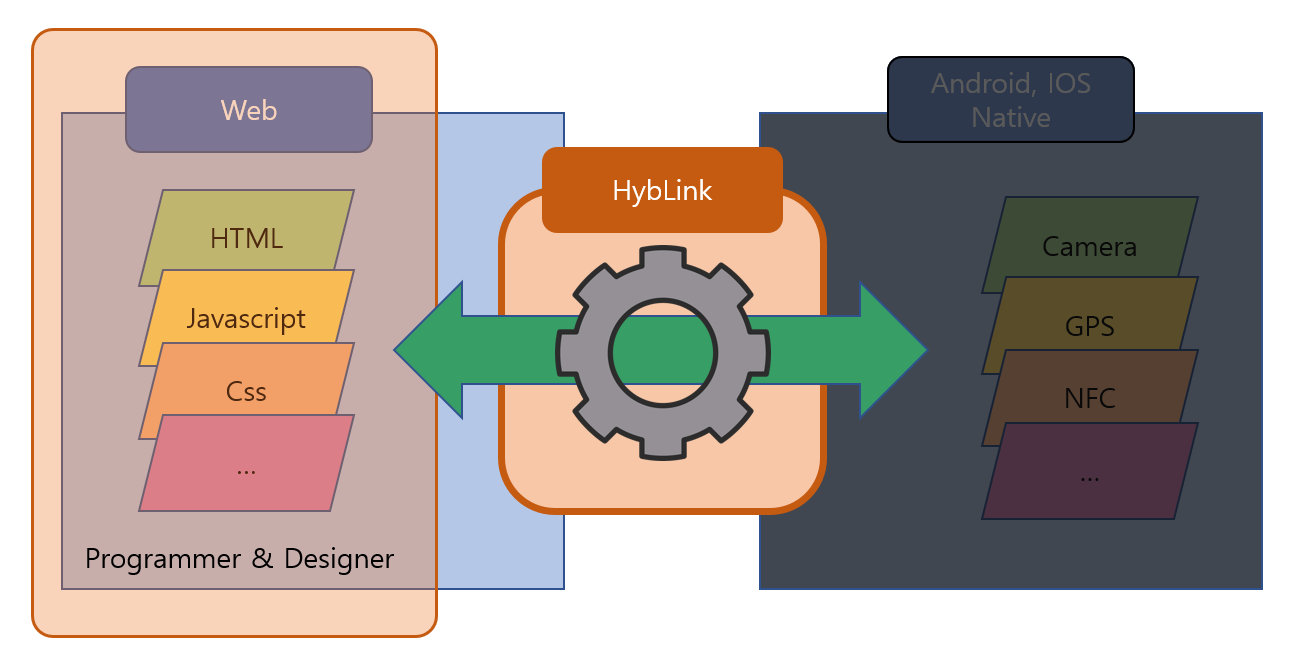 Web
HTML
Javascript
Css
...
Programmer & Designer
HybLink
Android, IOS
Native
Camera
GPS
NFC
...